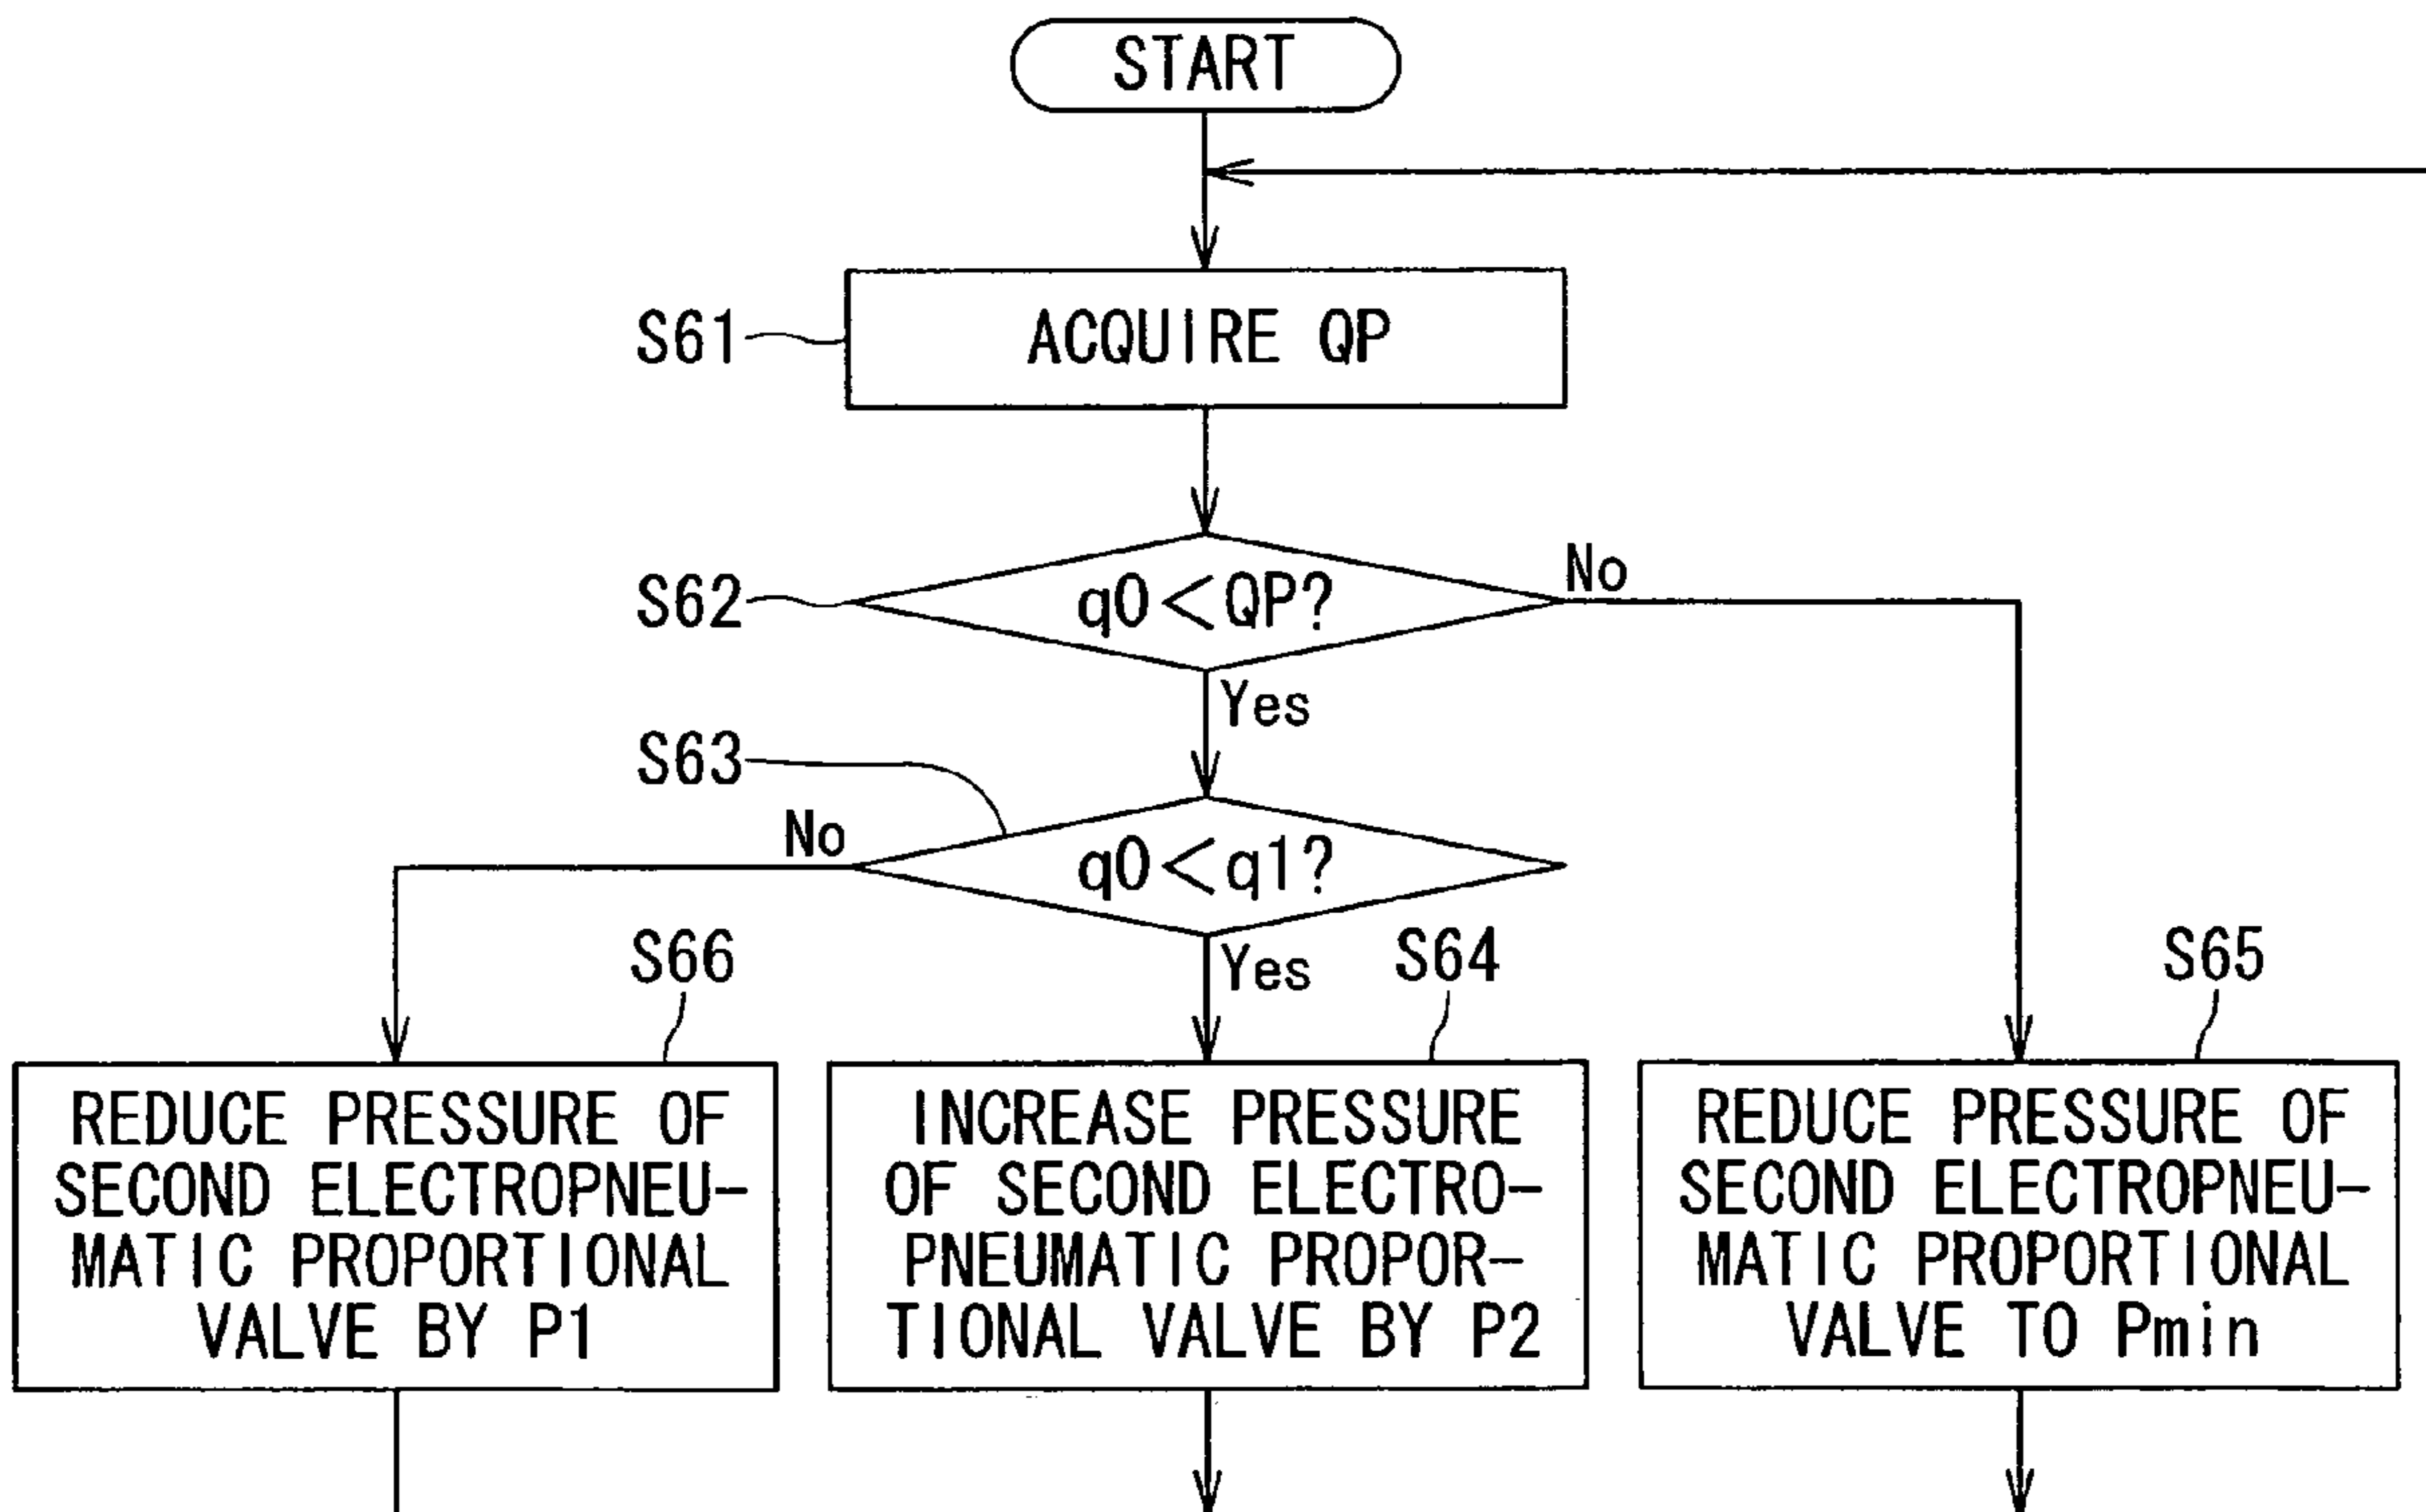 START
S61
ACQUIRE QP
S62
q0<QP?
No
Yes
S63
No
q0<q1?
Yes
S66
S64
S65
REDUCE PRESSURE OF
SECOND ELECTROPNEU-
MATIC PROPORTIONAL
VALVE BY P1
INCREASE PRESSURE
OF SECOND ELECTRO-
PNEUMATIC PROPOR-
TIONAL VALVE BY P2
REDUCE PRESSURE OF
SECOND ELECTROPNEU-
MATIC PROPORTIONAL
VALVE TO Pmin